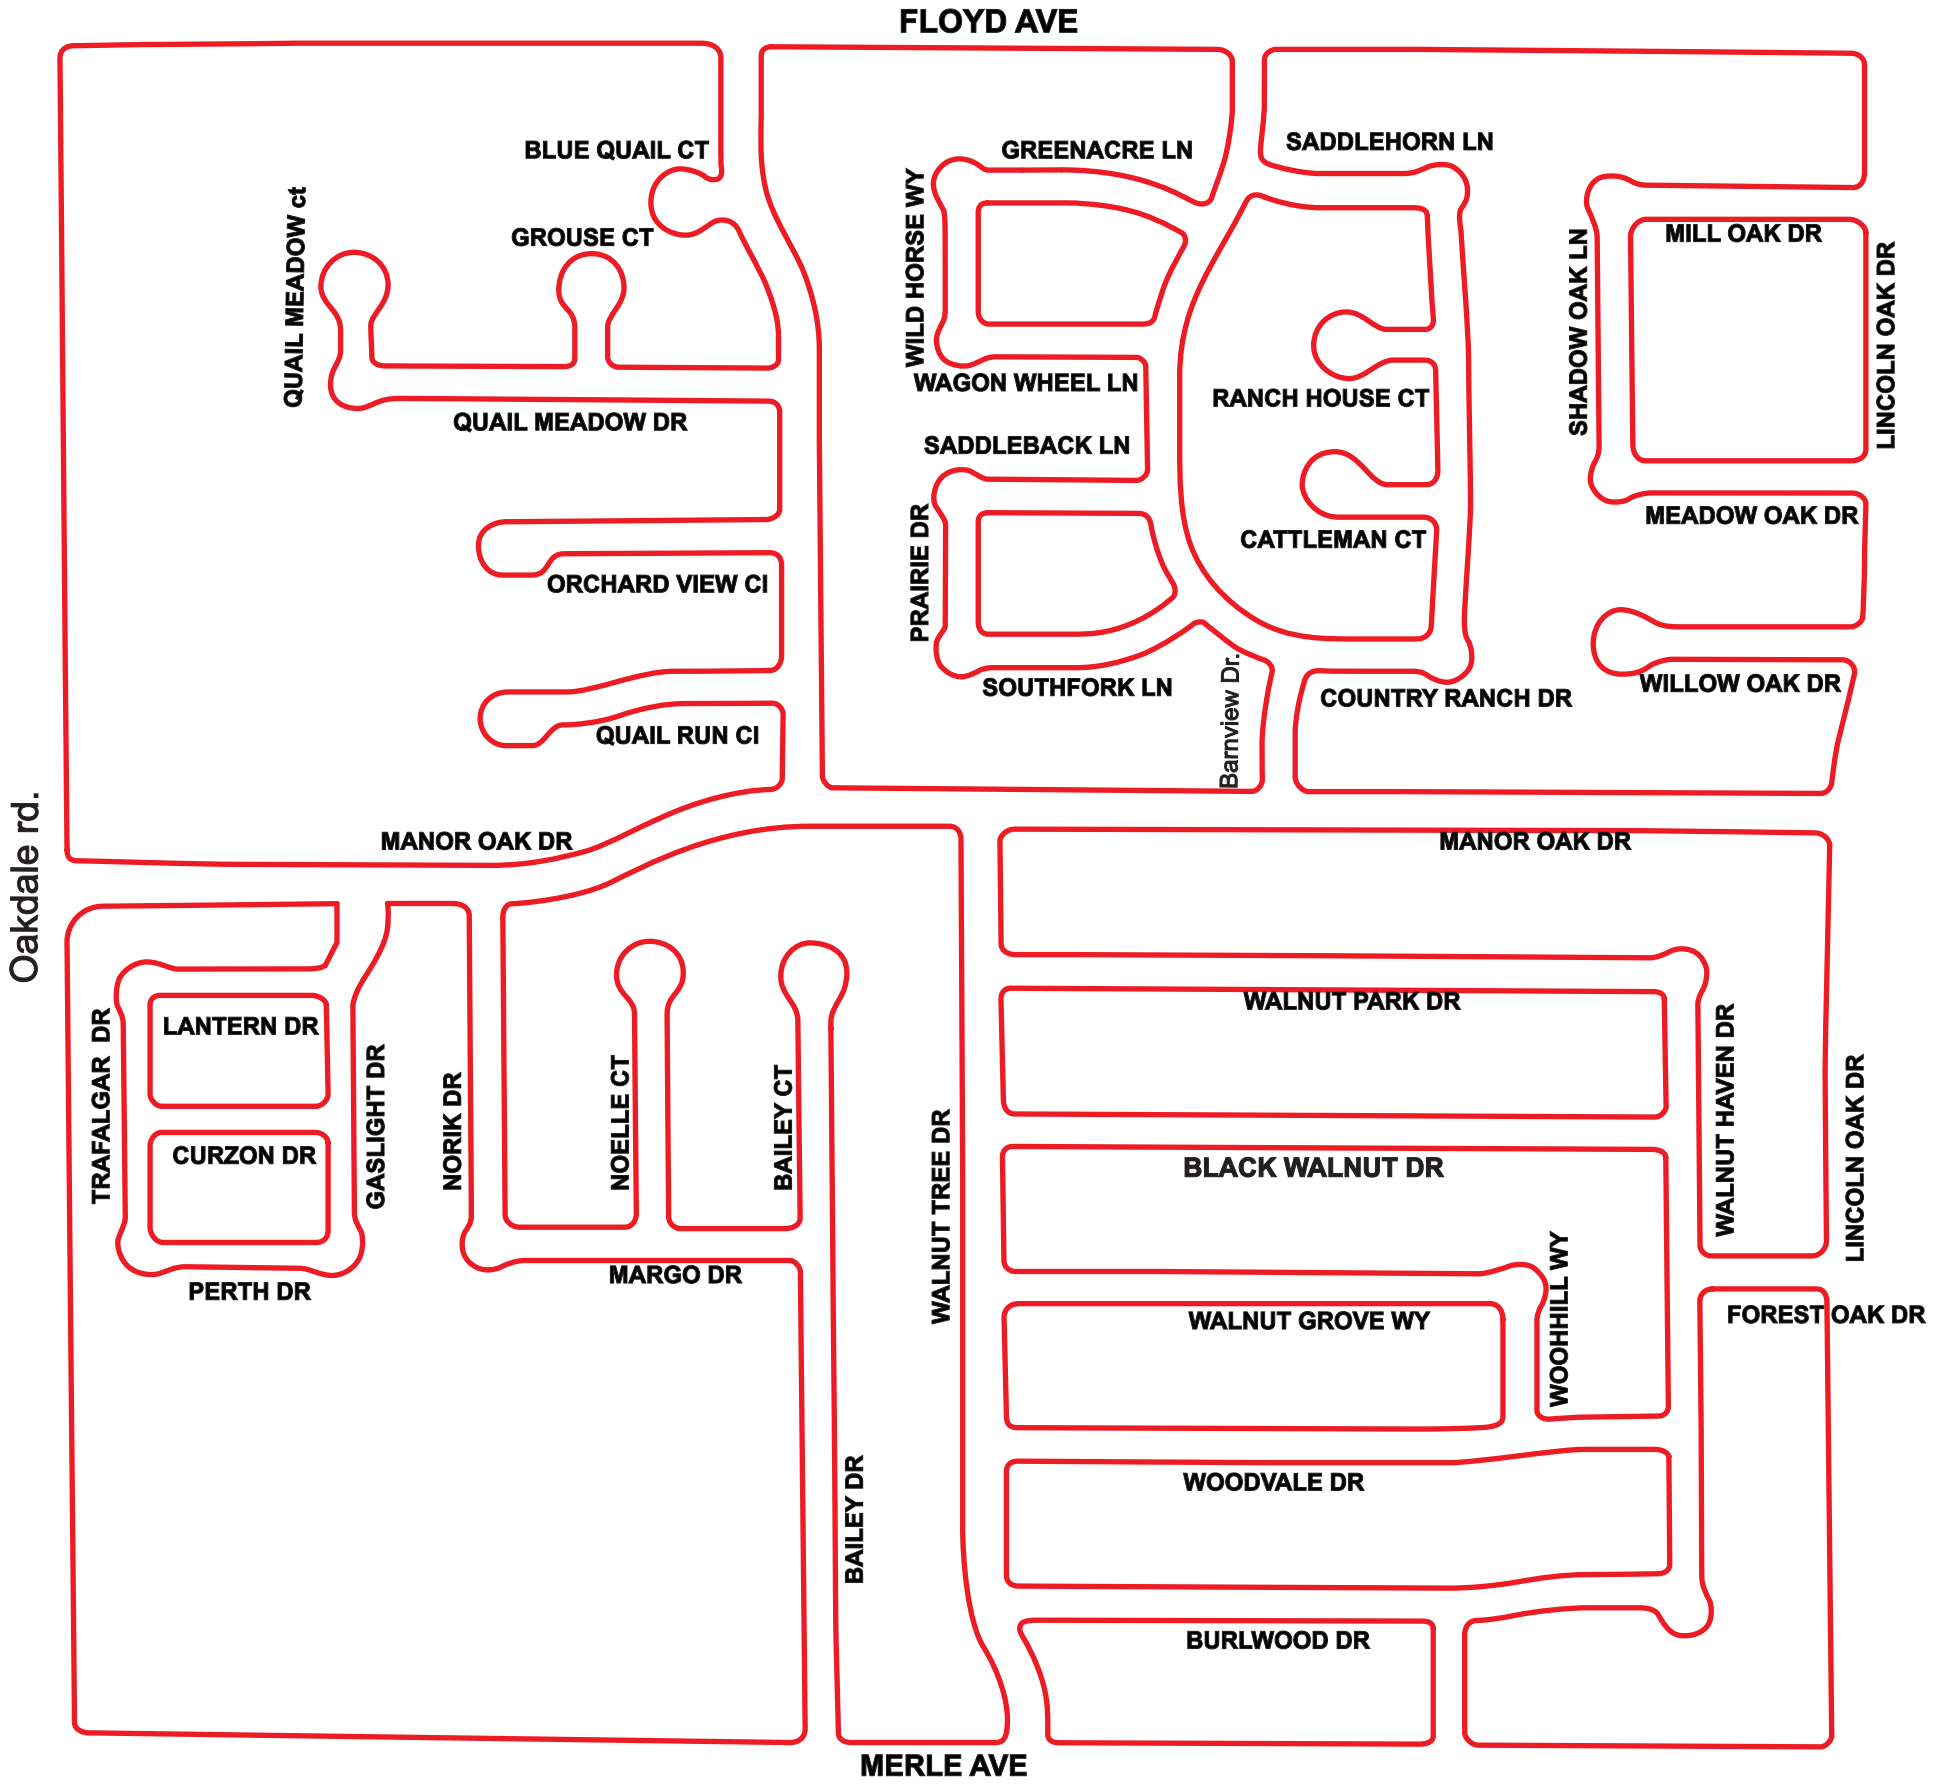 FLOYD AVE
BLUE QUAIL CT
GREENACRE LN
SADDLEHORN LN
QUAIL MEADOW ct
GROUSE CT
WILD HORSE WY
SHADOW OAK LN
MILL OAK DR
LINCOLN OAK DR
WAGON WHEEL LN
RANCH HOUSE CT
QUAIL MEADOW DR
SADDLEBACK LN
MEADOW OAK DR
PRAIRIE DR
CATTLEMAN CT
ORCHARD VIEW CI
SOUTHFORK LN
Barnview Dr.
COUNTRY RANCH DR
WILLOW OAK DR
QUAIL RUN CI
Oakdale rd.
MANOR OAK DR
MANOR OAK DR
WALNUT PARK DR
TRAFALGAR DR
LANTERN DR
GASLIGHT DR
NORIK DR
NOELLE CT
BAILEY CT
WALNUT TREE DR
WALNUT HAVEN DR
LINCOLN OAK DR
CURZON DR
BLACK WALNUT DR
PERTH DR
MARGO DR
WALNUT GROVE WY
WOOHHILL WY
FOREST OAK DR
BAILEY DR
WOODVALE DR
BURLWOOD DR
MERLE AVE